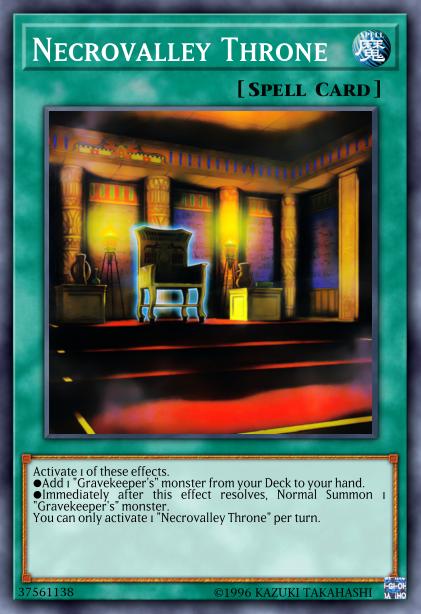 Necrovalley Throne
SPELL
魔
[Spell Card]
Activate 1 of these effects.
●Add 1 "Gravekeeper's" monster from your Deck to your hand.
●Immediately after this effect resolves, Normal Summon 1
"Gravekeeper's" monster.
You can only activate 1 "Necrovalley Throne" per turn.
37561138
©1996 KAZUKI TAKAHASHI